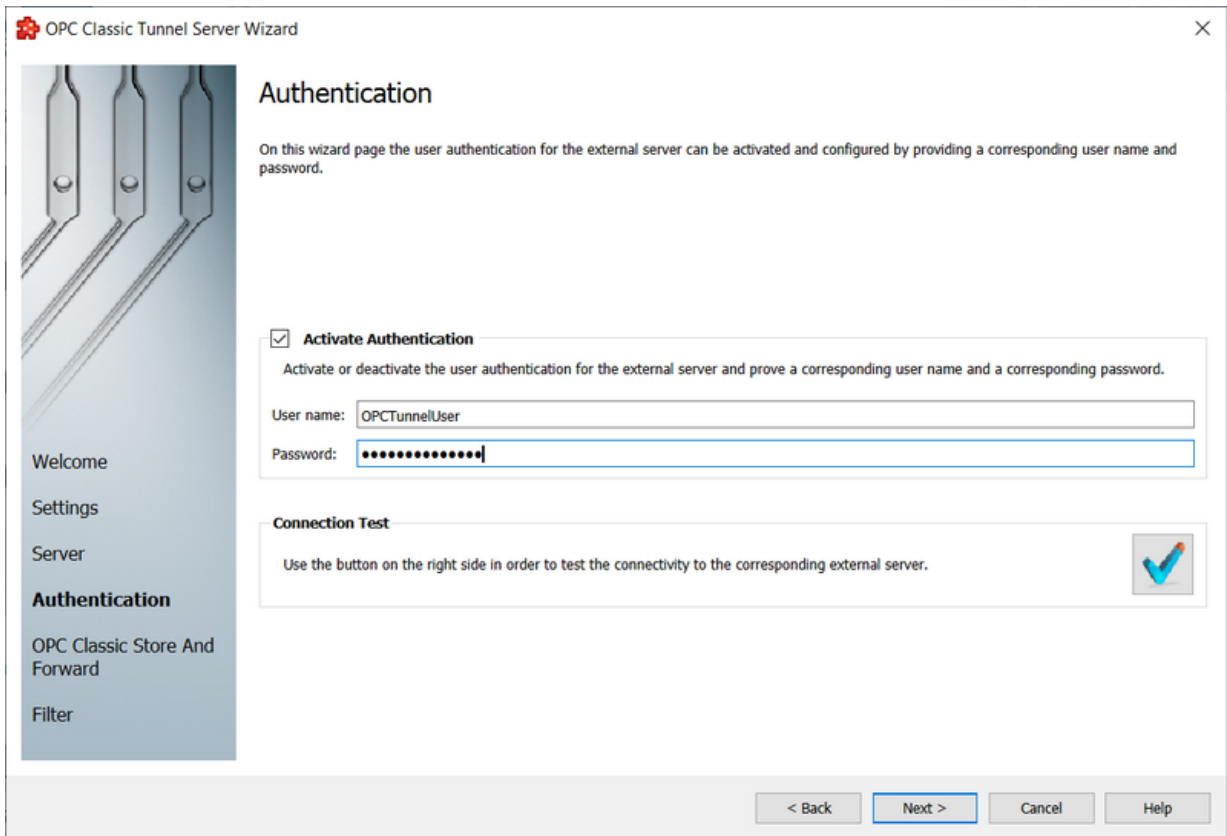 OPC Classic Tunnel Server Wizard
Authentication
On this wizard page the user authentication for the external server can be activated and configured by providing a corresponding user name and
password.
Activate Authentication
Activate or deactivate the user authentication for the external server and prove a corresponding user name and a corresponding password.
User name: OPCTunnelUser
Password: ●●●●●●●●●●●●●●
Connection Test
Use the button on the right side in order to test the connectivity to the corresponding external server.
Welcome
Settings
Server
Authentication
OPC Classic Store And
Forward
Filter
< Back Next > Cancel Help